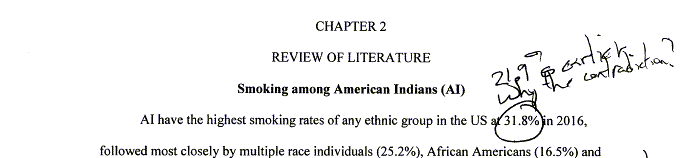 CHAPTER 2
REVIEW OF LITERATURE
21.9
Why the contradiction?
Smoking among American Indians (AI)
AI have the highest smoking rates of any ethnic group in the US at 31.8% in 2016,
followed most closely by multiple race individuals (25.2%), African Americans (16.5%) and